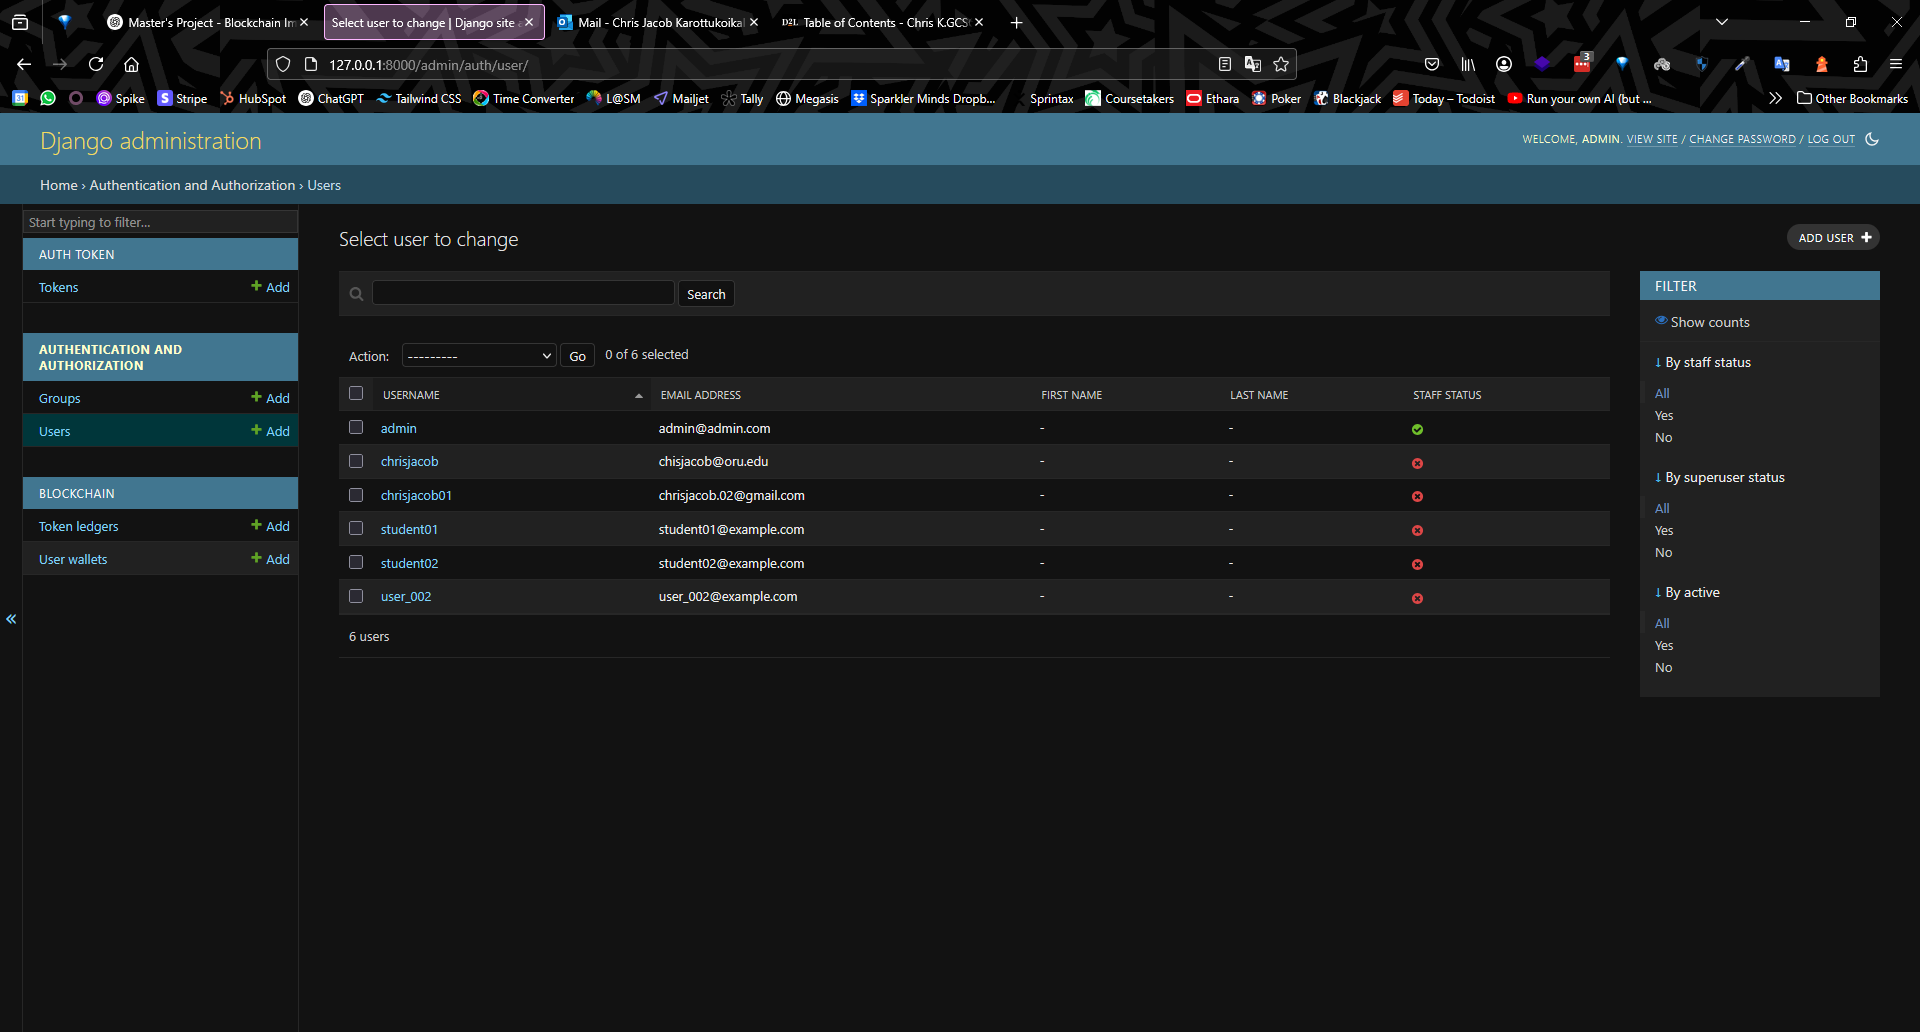 Master's Project - Blockchain Im
Select user to change | Django site a
Mail - Chris Jacob Karottukoikal
D2L Table of Contents - Chris K.GCS
127.0.0.1:8000/admin/auth/user/
3
31 Spike Stripe HubSpot ChatGPT Tailwind CSS Time Converter L@SM Mailjet Tally Megasis Sparkler Minds Dropb... Sprintax Coursetakers Ethara Poker Blackjack Today – Todoist Run your own AI (but ... Other Bookmarks
Django administration
WELCOME, ADMIN. VIEW SITE / CHANGE PASSWORD / LOG OUT
Home › Authentication and Authorization › Users
Start typing to filter...
AUTH TOKEN
Tokens Add
AUTHENTICATION AND
AUTHORIZATION
Groups Add
Users Add
BLOCKCHAIN
Token ledgers Add
User wallets Add
«
Select user to change
ADD USER
Search
Action: --------- Go 0 of 6 selected
USERNAME EMAIL ADDRESS FIRST NAME LAST NAME STAFF STATUS
admin admin@admin.com - -
chrisjacob chisjacob@oru.edu - -
chrisjacob01 chrisjacob.02@gmail.com - -
student01 student01@example.com - -
student02 student02@example.com - -
user_002 user_002@example.com - -
6 users
FILTER
Show counts
↓ By staff status
All
Yes
No
↓ By superuser status
All
Yes
No
↓ By active
All
Yes
No